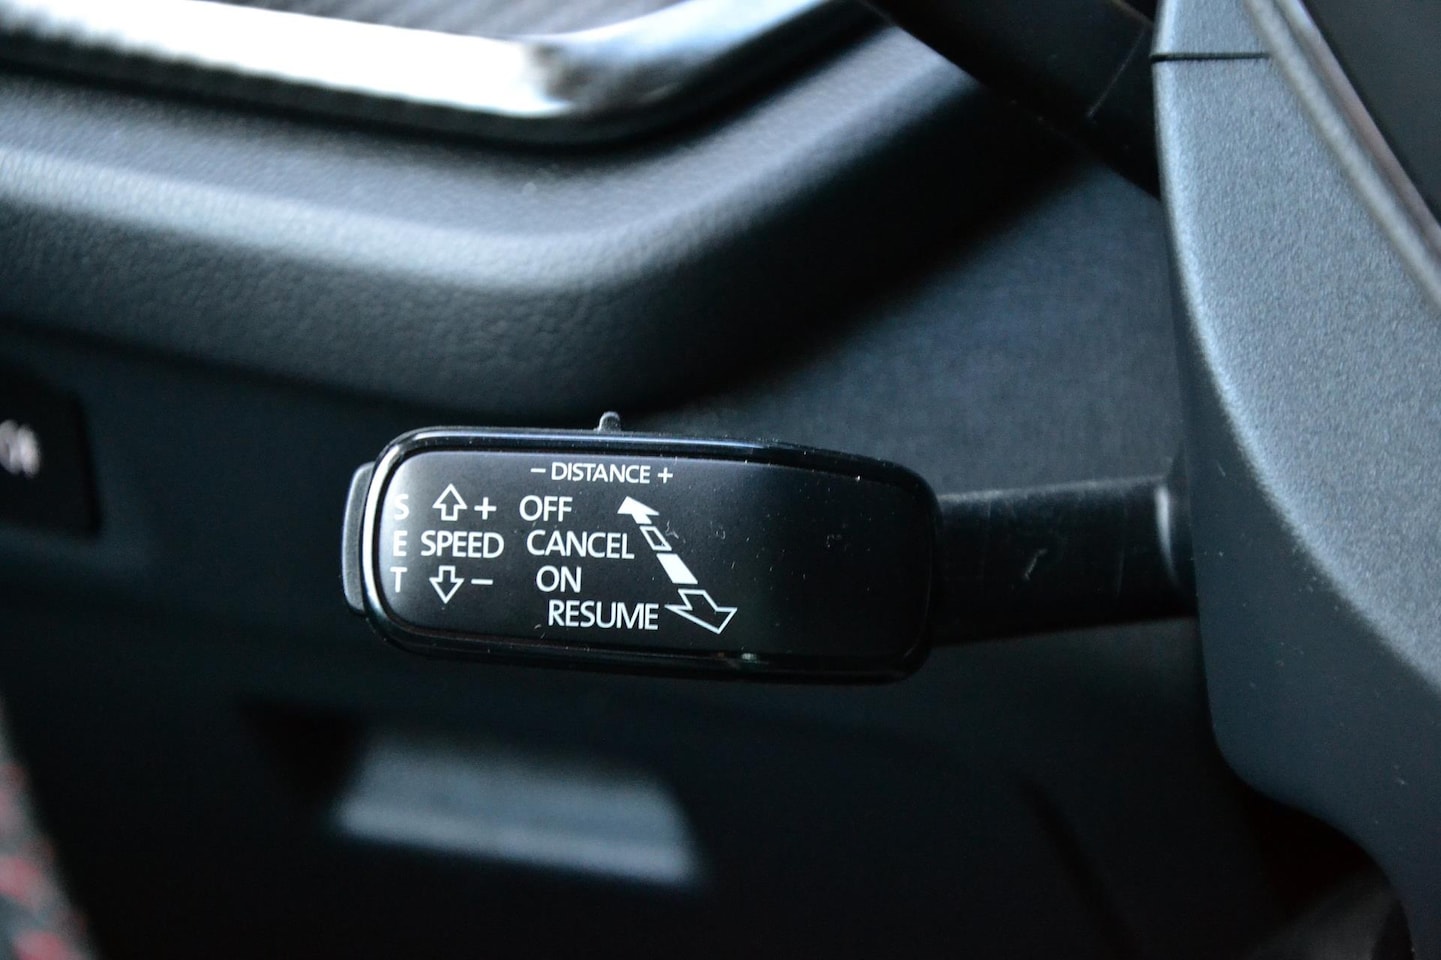 - DISTANCE +
S + OFF
E SPEED CANCEL
T - ON
RESUME